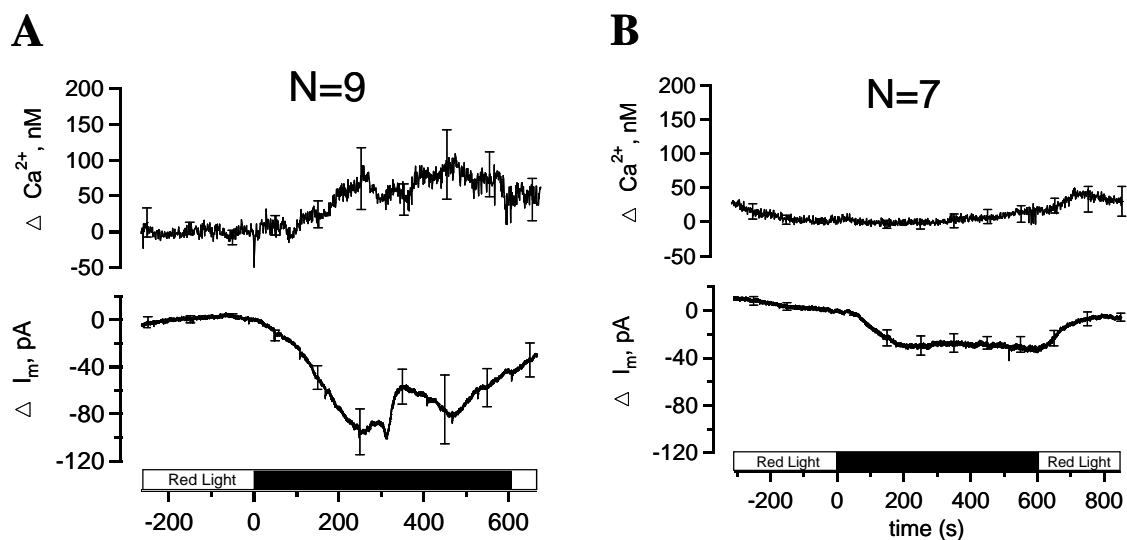 A
N=9
△ Ca2+, nM
200
150
100
50
0
-50
△ Im, pA
0
-40
-80
-120
Red Light
-200 0 200 400 600
B
N=7
△ Ca2+, nM
200
150
100
50
0
-50
△ Im, pA
0
-40
-80
-120
Red Light Red Light
-200 0 200 400 600 800
time (s)